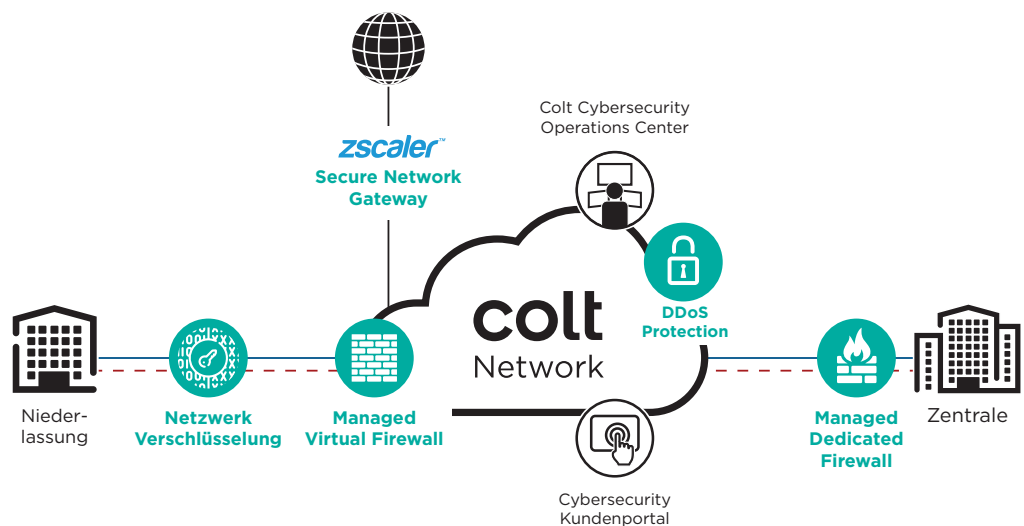 Colt Cybersecurity
Operations Center
zscaler™
Secure Network
Gateway
colt
Network
DDoS
Protection
Nieder-
lassung
Netzwerk
Verschlüsselung
Managed
Virtual Firewall
Managed
Dedicated
Firewall
Zentrale
Cybersecurity
Kundenportal